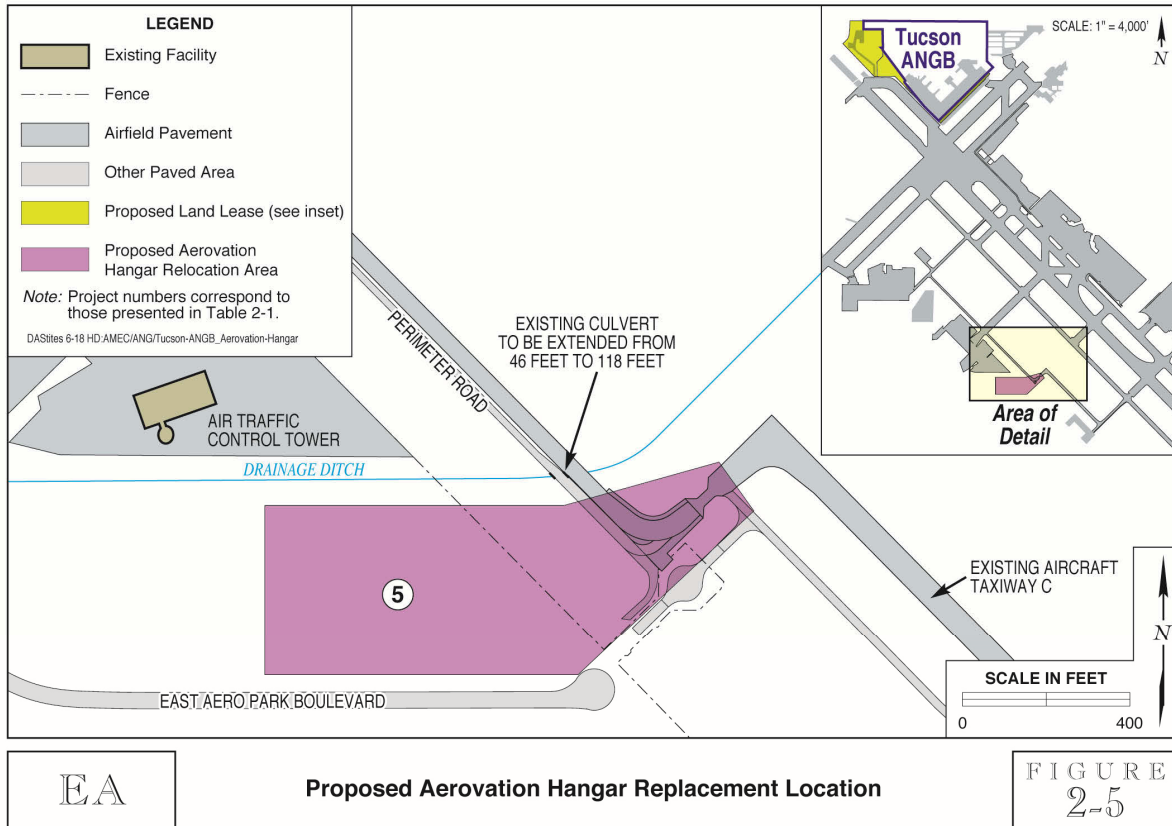 LEGEND
Existing Facility
Fence
Airfield Pavement
Other Paved Area
Proposed Land Lease (see inset)
Proposed Aerovation
Hangar Relocation Area
Note: Project numbers correspond to
those presented in Table 2-1.
DAStites 6-18 HD:AMEC/ANG/Tucson-ANGB_Aerovation-Hangar
Tucson
ANGB
SCALE: 1" = 4,000'
N
Area of
Detail
PERIMETER ROAD
EXISTING CULVERT
TO BE EXTENDED FROM
46 FEET TO 118 FEET
AIR TRAFFIC
CONTROL TOWER
DRAINAGE DITCH
5
EXISTING AIRCRAFT
TAXIWAY C
EAST AERO PARK BOULEVARD
N
SCALE IN FEET
0 400
EA
Proposed Aerovation Hangar Replacement Location
FIGURE
2-5